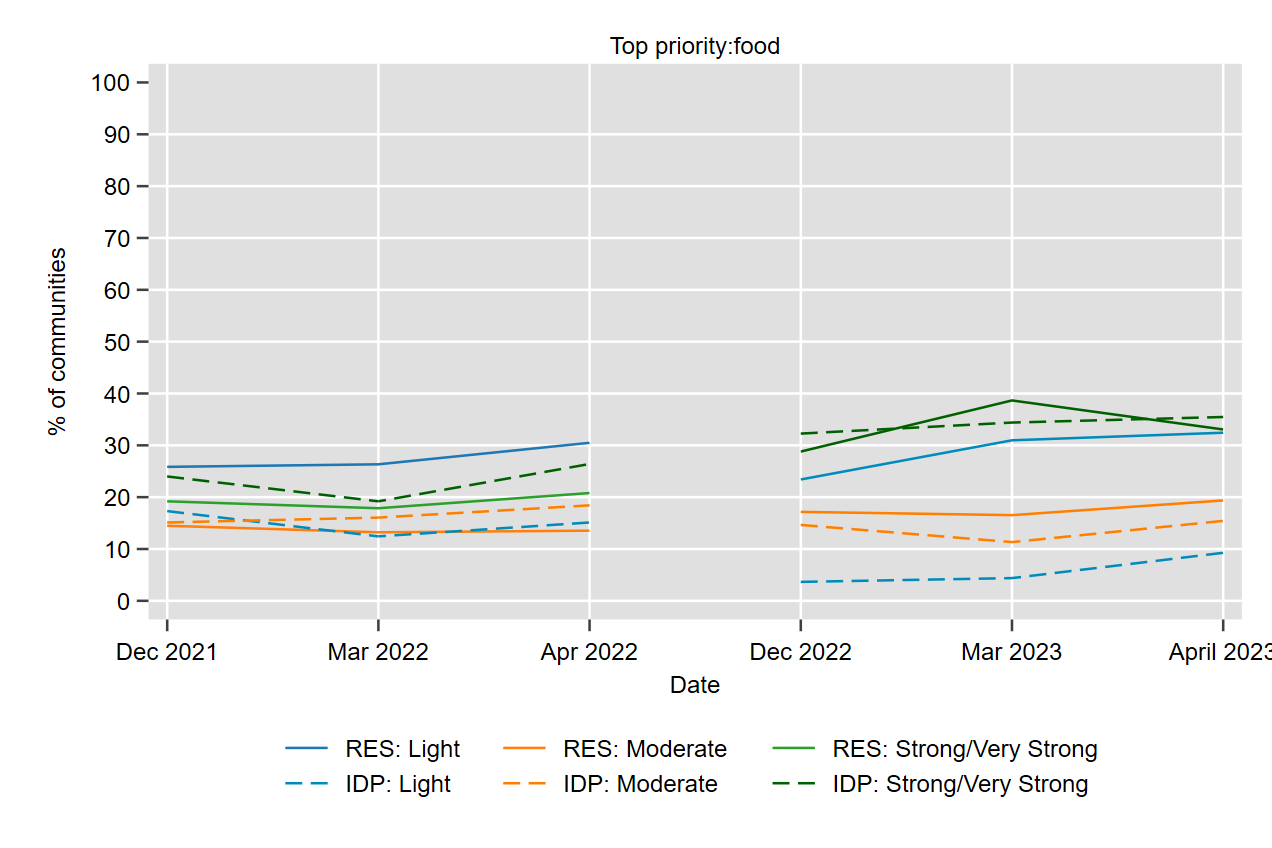 Top priority:food
100
90
80
70
60
50
40
30
20
10
0
% of communities
Dec 2021 Mar 2022 Apr 2022 Dec 2022 Mar 2023 April 2023
Date
RES: Light RES: Moderate RES: Strong/Very Strong
IDP: Light IDP: Moderate IDP: Strong/Very Strong